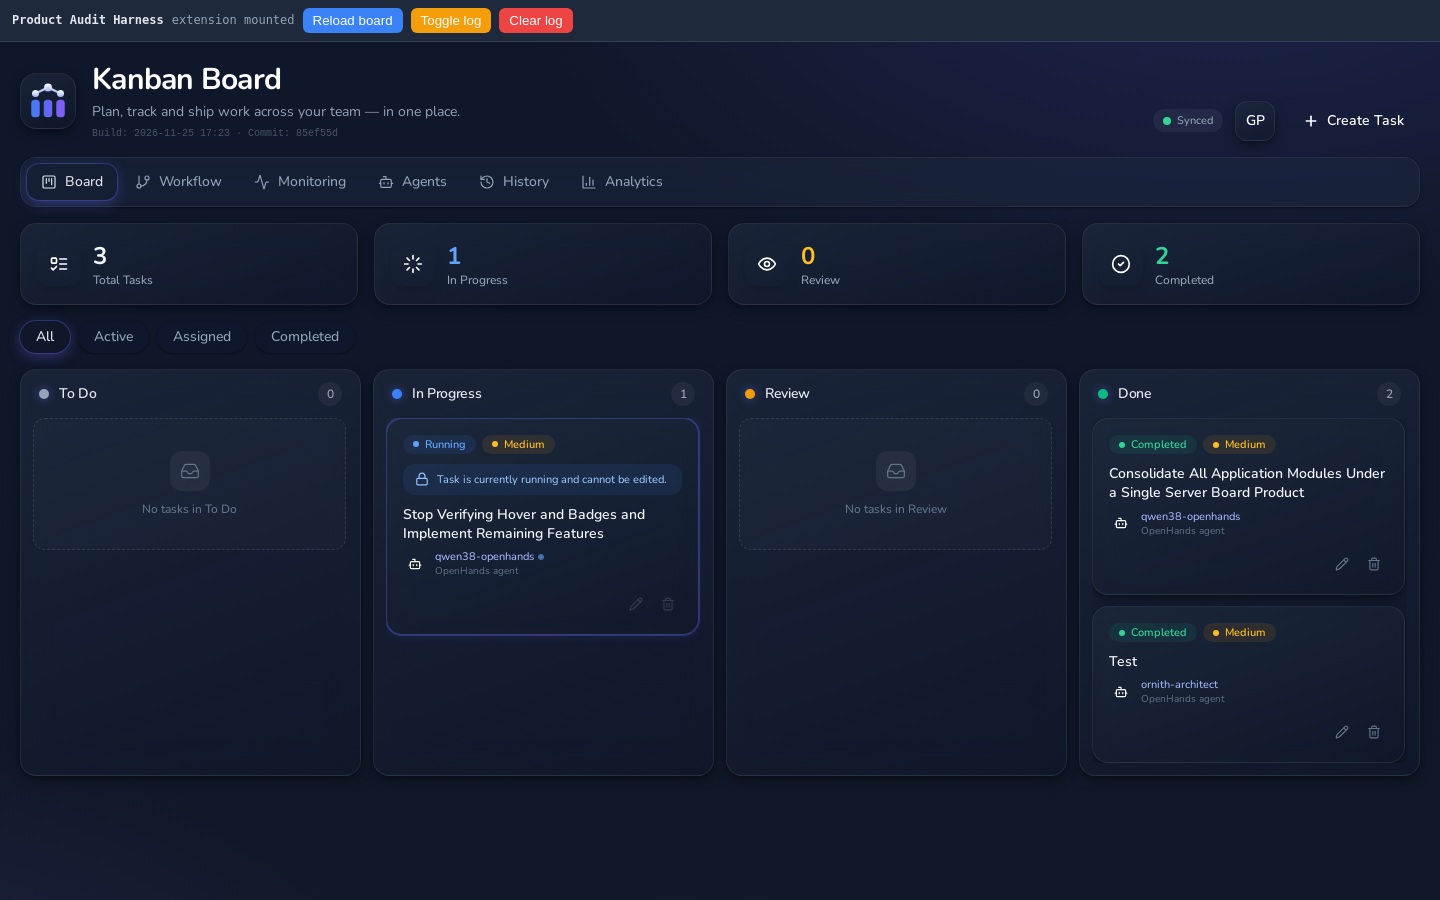 Product Audit Harness extension mounted Reload board Toggle log Clear log
Kanban Board
Plan, track and ship work across your team — in one place.
Build: 2026-11-25 17:23 · Commit: 85ef55d
Synced GP Create Task
Board Workflow Monitoring Agents History Analytics
3
Total Tasks
1
In Progress
0
Review
2
Completed
All Active Assigned Completed
To Do 0
No tasks in To Do
In Progress 1
Running Medium
Task is currently running and cannot be edited.
Stop Verifying Hover and Badges and
Implement Remaining Features
qwen38-openhands
OpenHands agent
Review 0
No tasks in Review
Done 2
Completed Medium
Consolidate All Application Modules Under
a Single Server Board Product
qwen38-openhands
OpenHands agent
Completed Medium
Test
ornith-architect
OpenHands agent